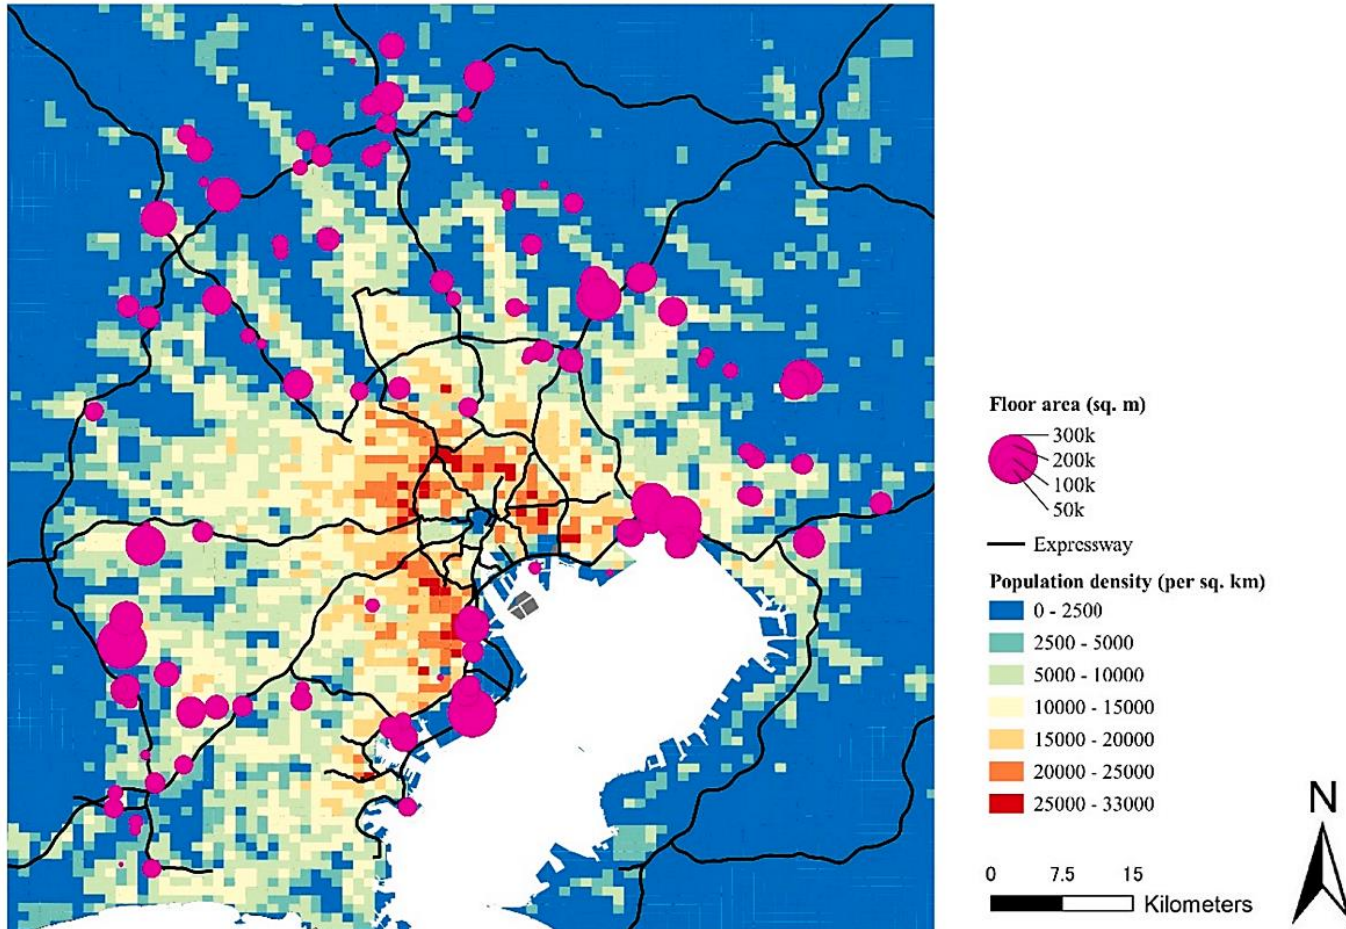 Floor area (sq. m)
300k
200k
100k
50k
Expressway
Population density (per sq. km)
0 - 2500
2500 - 5000
5000 - 10000
10000 - 15000
15000 - 20000
20000 - 25000
25000 - 33000
N
0 7.5 15
Kilometers